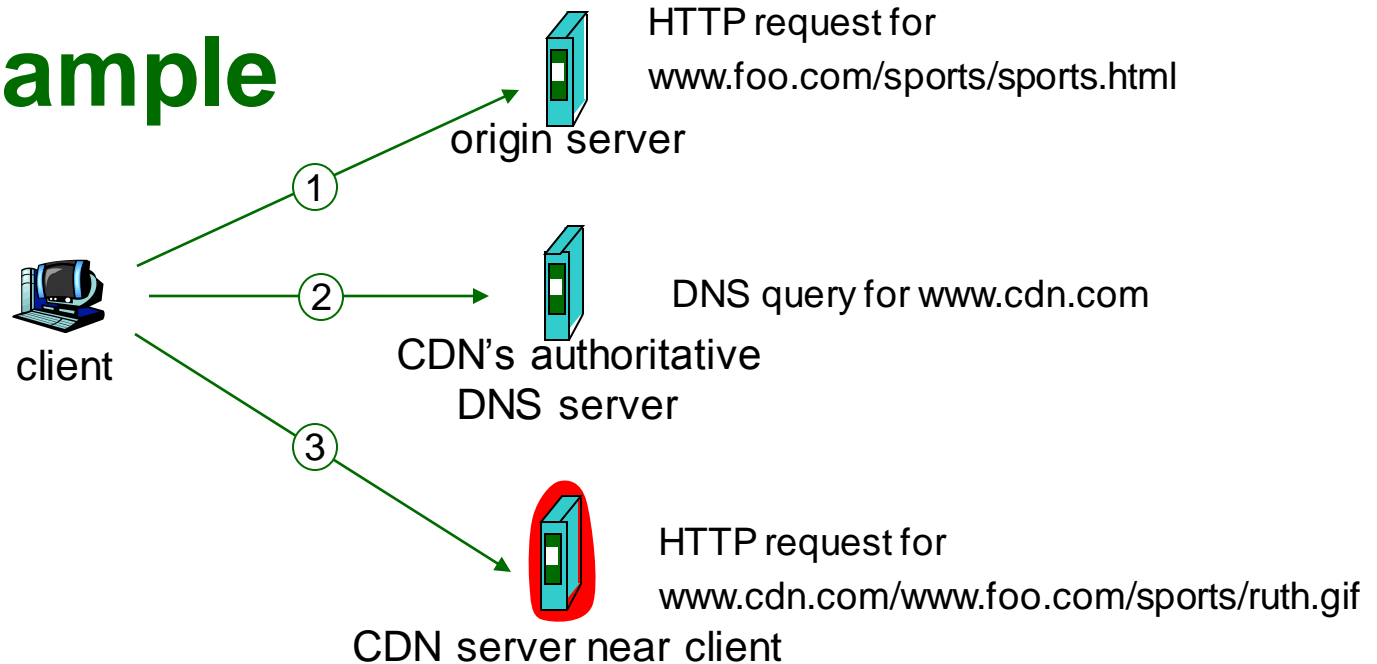 ample
HTTP request for
www.foo.com/sports/sports.html
origin server
1
2
DNS query for www.cdn.com
client
CDN's authoritative
DNS server
3
HTTP request for
www.cdn.com/www.foo.com/sports/ruth.gif
CDN server near client